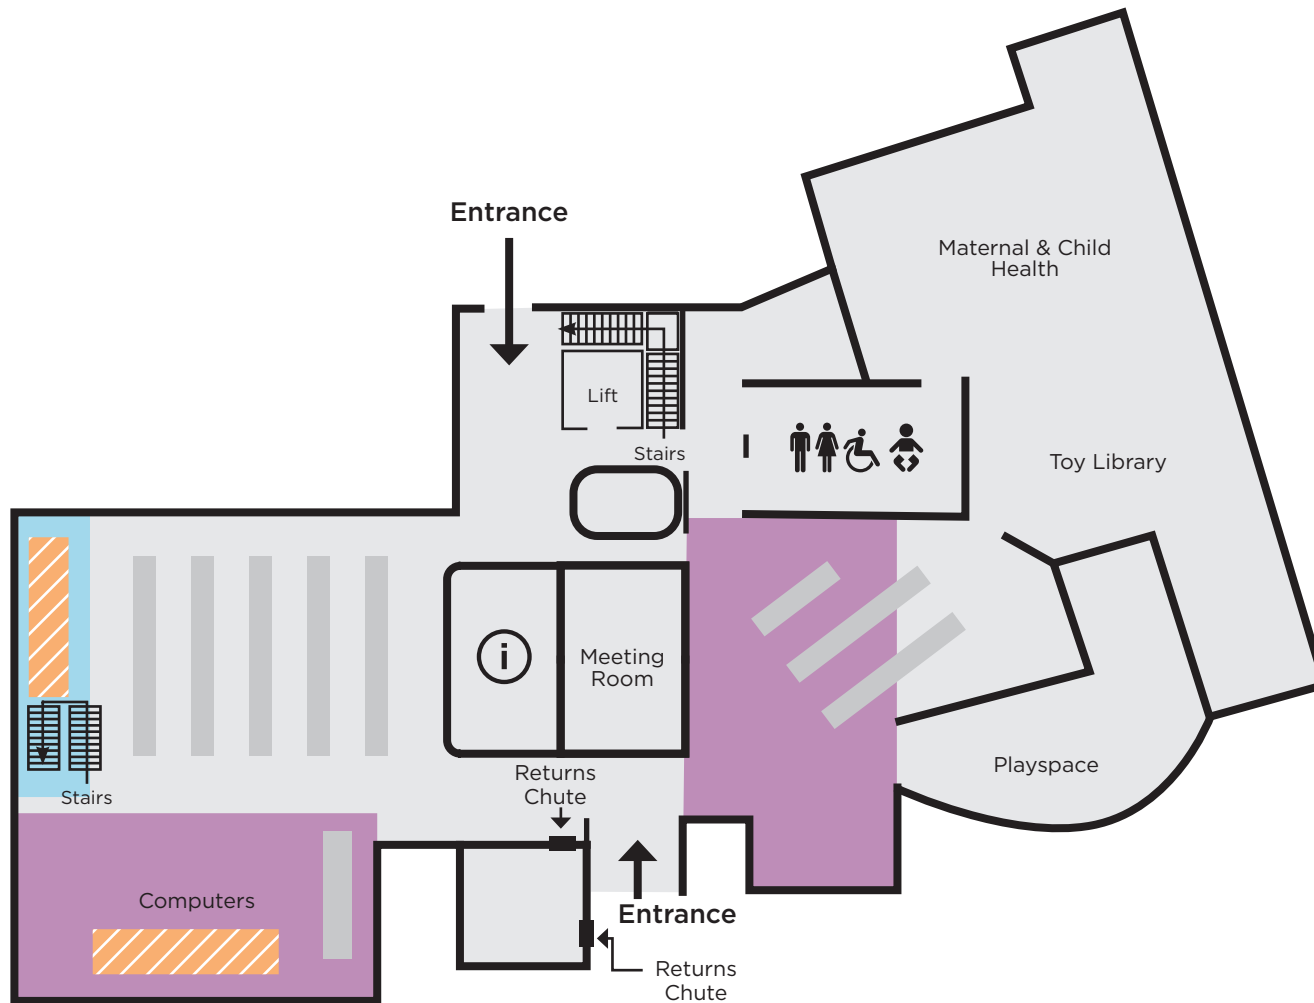 Entrance
Maternal & Child
Health
Lift
Stairs
Toy Library
i
Meeting
Room
Playspace
Returns
Chute
Stairs
Computers
Entrance
Returns
Chute